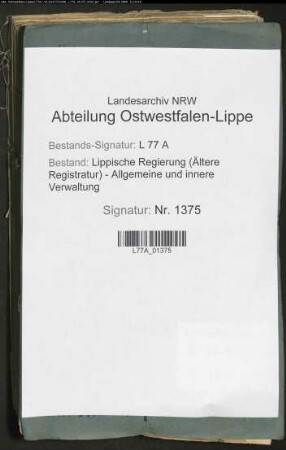 Landesarchiv NRW
Abteilung Ostwestfalen-Lippe
Bestands-Signatur: L 77 A
Bestand: Lippische Regierung (Ältere
Registratur) - Allgemeine und innere
Verwaltung
Signatur: Nr. 1375
L77A_01375